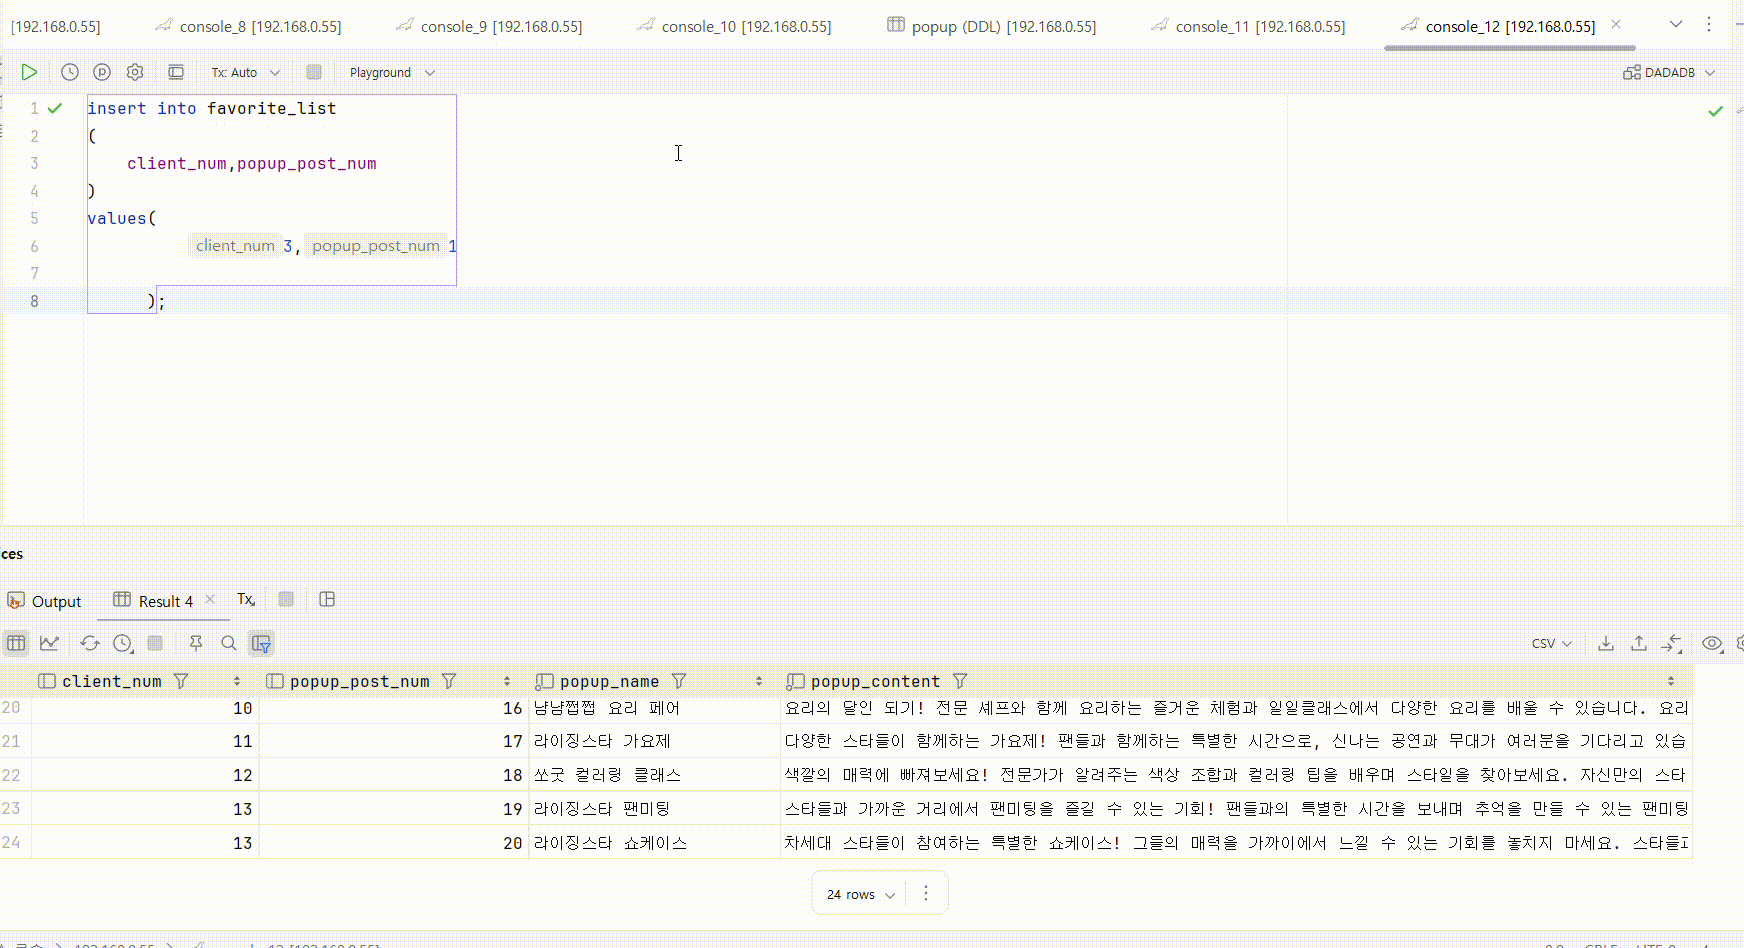 [192.168.0.55] console_8 [192.168.0.55] console_9 [192.168.0.55] console_10 [192.168.0.55] popup (DDL) [192.168.0.55] console_11 [192.168.0.55] console_12 [192.168.0.55]
Tx: Auto Playground DADADB
1 insert into favorite_list
2 (
3 client_num,popup_post_num
4 )
5 values(
6 client_num 3, popup_post_num 1
7
8 );
ces
Output Result 4 Tx
CSV
client_num popup_post_num popup_name popup_content
20 10 16 냠냠쩝쩝 요리 페어 요리의 달인 되기! 전문 셰프와 함께 요리하는 즐거운 체험과 일일클래스에서 다양한 요리를 배울 수 있습니다. 요리
21 11 17 라이징스타 가요제 다양한 스타들이 함께하는 가요제! 팬들과 함께하는 특별한 시간으로, 신나는 공연과 무대가 여러분을 기다리고 있습
22 12 18 쏘굿 컬러링 클래스 색깔의 매력에 빠져보세요! 전문가가 알려주는 색상 조합과 컬러링 팁을 배우며 스타일을 찾아보세요. 자신만의 스타
23 13 19 라이징스타 팬미팅 스타들과 가까운 거리에서 팬미팅을 즐길 수 있는 기회! 팬들과의 특별한 시간을 보내며 추억을 만들 수 있는 팬미팅
24 13 20 라이징스타 쇼케이스 차세대 스타들이 참여하는 특별한 쇼케이스! 그들의 매력을 가까이에서 느낄 수 있는 기회를 놓치지 마세요.
24 rows